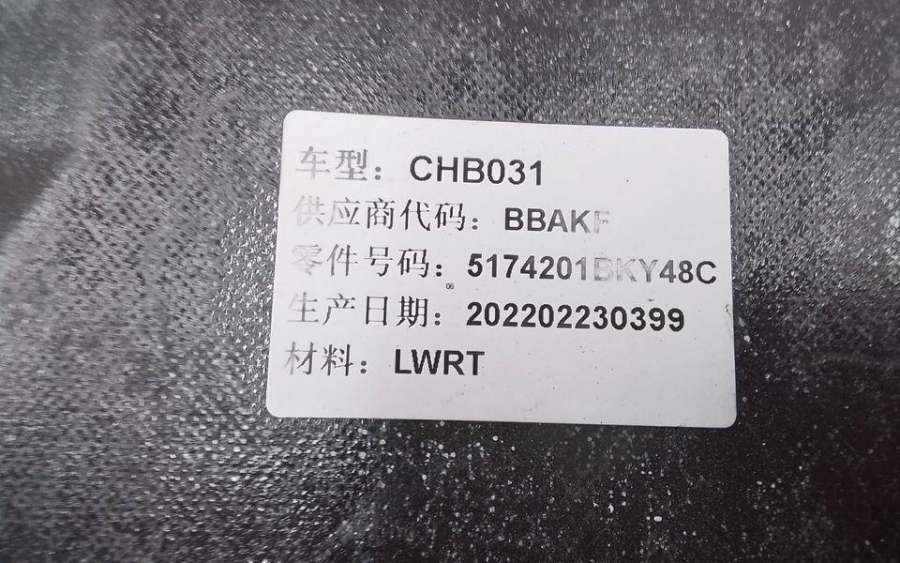 车型：CHB031
供应商代码：BBAKF
零件号码：5174201BKY48C
06
生产日期：202202230399
材料：LWRT